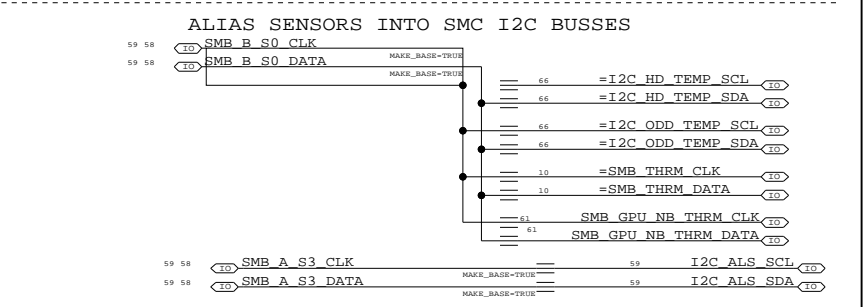 ALIAS SENSORS INTO SMC I2C BUSSES
59 58 IO SMB_B_S0_CLK
MAKE_BASE=TRUE
59 58 IO SMB_B_S0_DATA
MAKE_BASE=TRUE
66 =I2C_HD_TEMP_SCL IO
66 =I2C_HD_TEMP_SDA IO
66 =I2C_ODD_TEMP_SCL IO
66 =I2C_ODD_TEMP_SDA IO
10 =SMB_THRM_CLK IO
10 =SMB_THRM_DATA IO
61 SMB_GPU_NB_THRM_CLK IO
61 SMB_GPU_NB_THRM_DATA IO
59 58 IO SMB_A_S3_CLK MAKE_BASE=TRUE 59 I2C_ALS_SCL IO
59 58 IO SMB_A_S3_DATA MAKE_BASE=TRUE 59 I2C_ALS_SDA IO